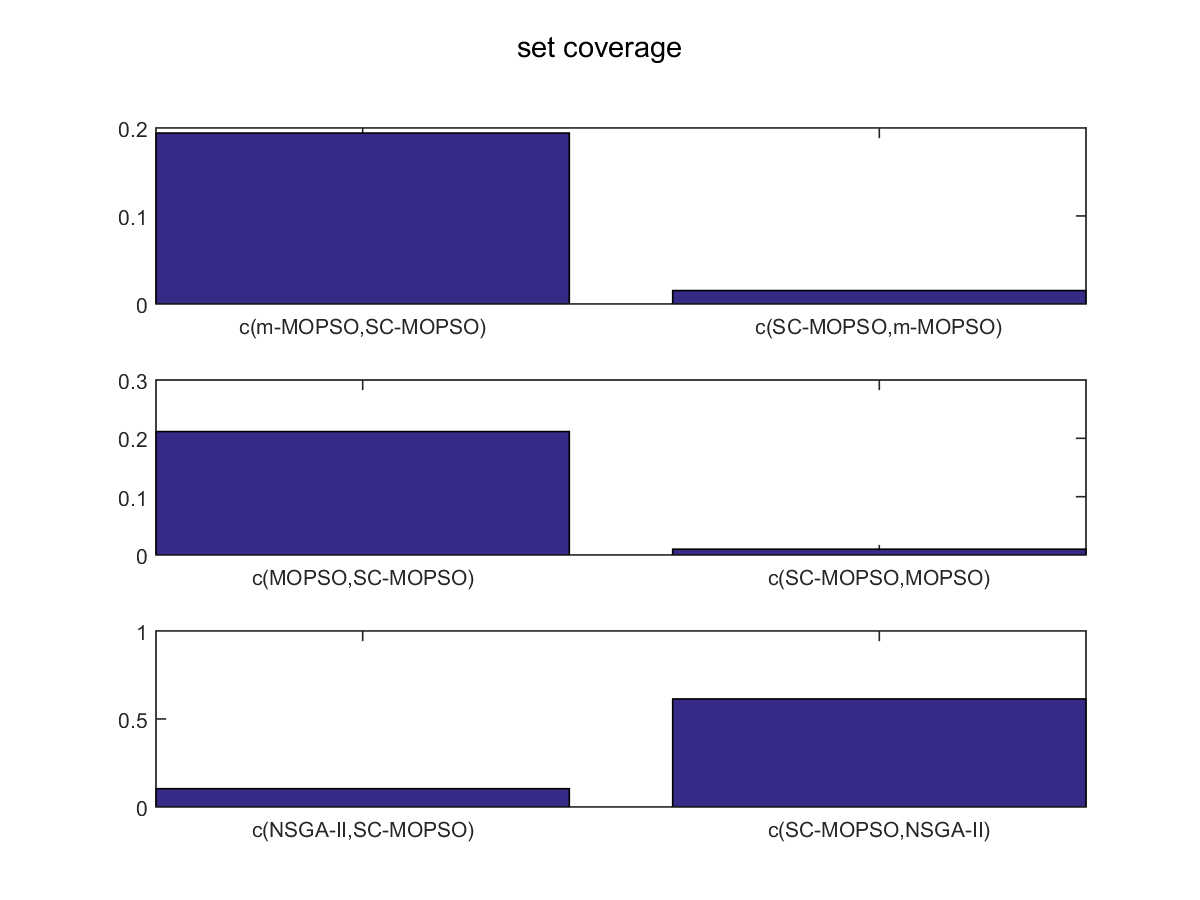 set coverage
0.2
0.1
0
c(m-MOPSO,SC-MOPSO) c(SC-MOPSO,m-MOPSO)
0.3
0.2
0.1
0
c(MOPSO,SC-MOPSO) c(SC-MOPSO,MOPSO)
1
0.5
0
c(NSGA-II,SC-MOPSO) c(SC-MOPSO,NSGA-II)